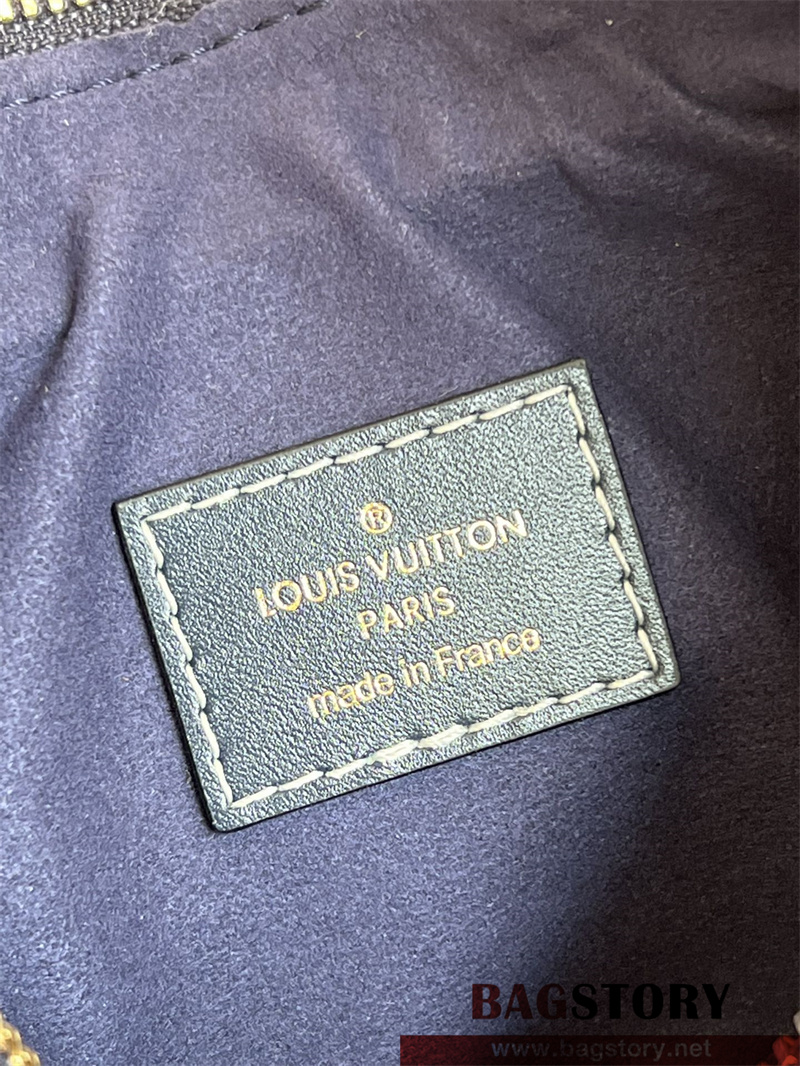 ®
LOUIS VUITTON
PARIS
made in France
BAGSTORY
www.bagstory.net